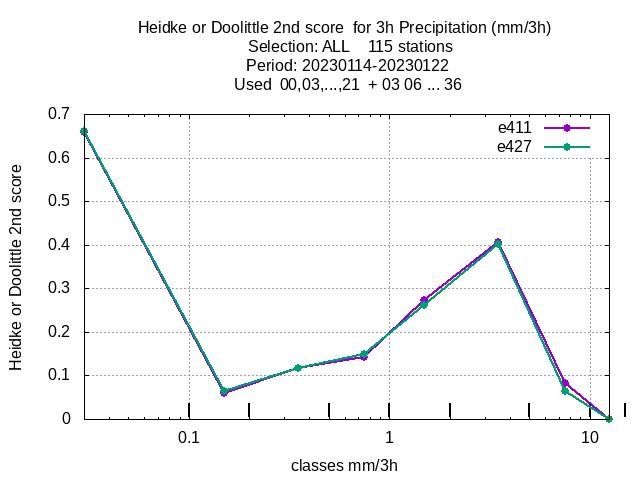 Heidke or Doolittle 2nd score  for 3h Precipitation (mm/3h)
Selection: ALL    115 stations
Period: 20230114-20230122
Used  00,03,...,21  + 03 06 ... 36
e411
e427
Heidke or Doolittle 2nd score
0.7
0.6
0.5
0.4
0.3
0.2
0.1
0
0.1 1 10
classes mm/3h